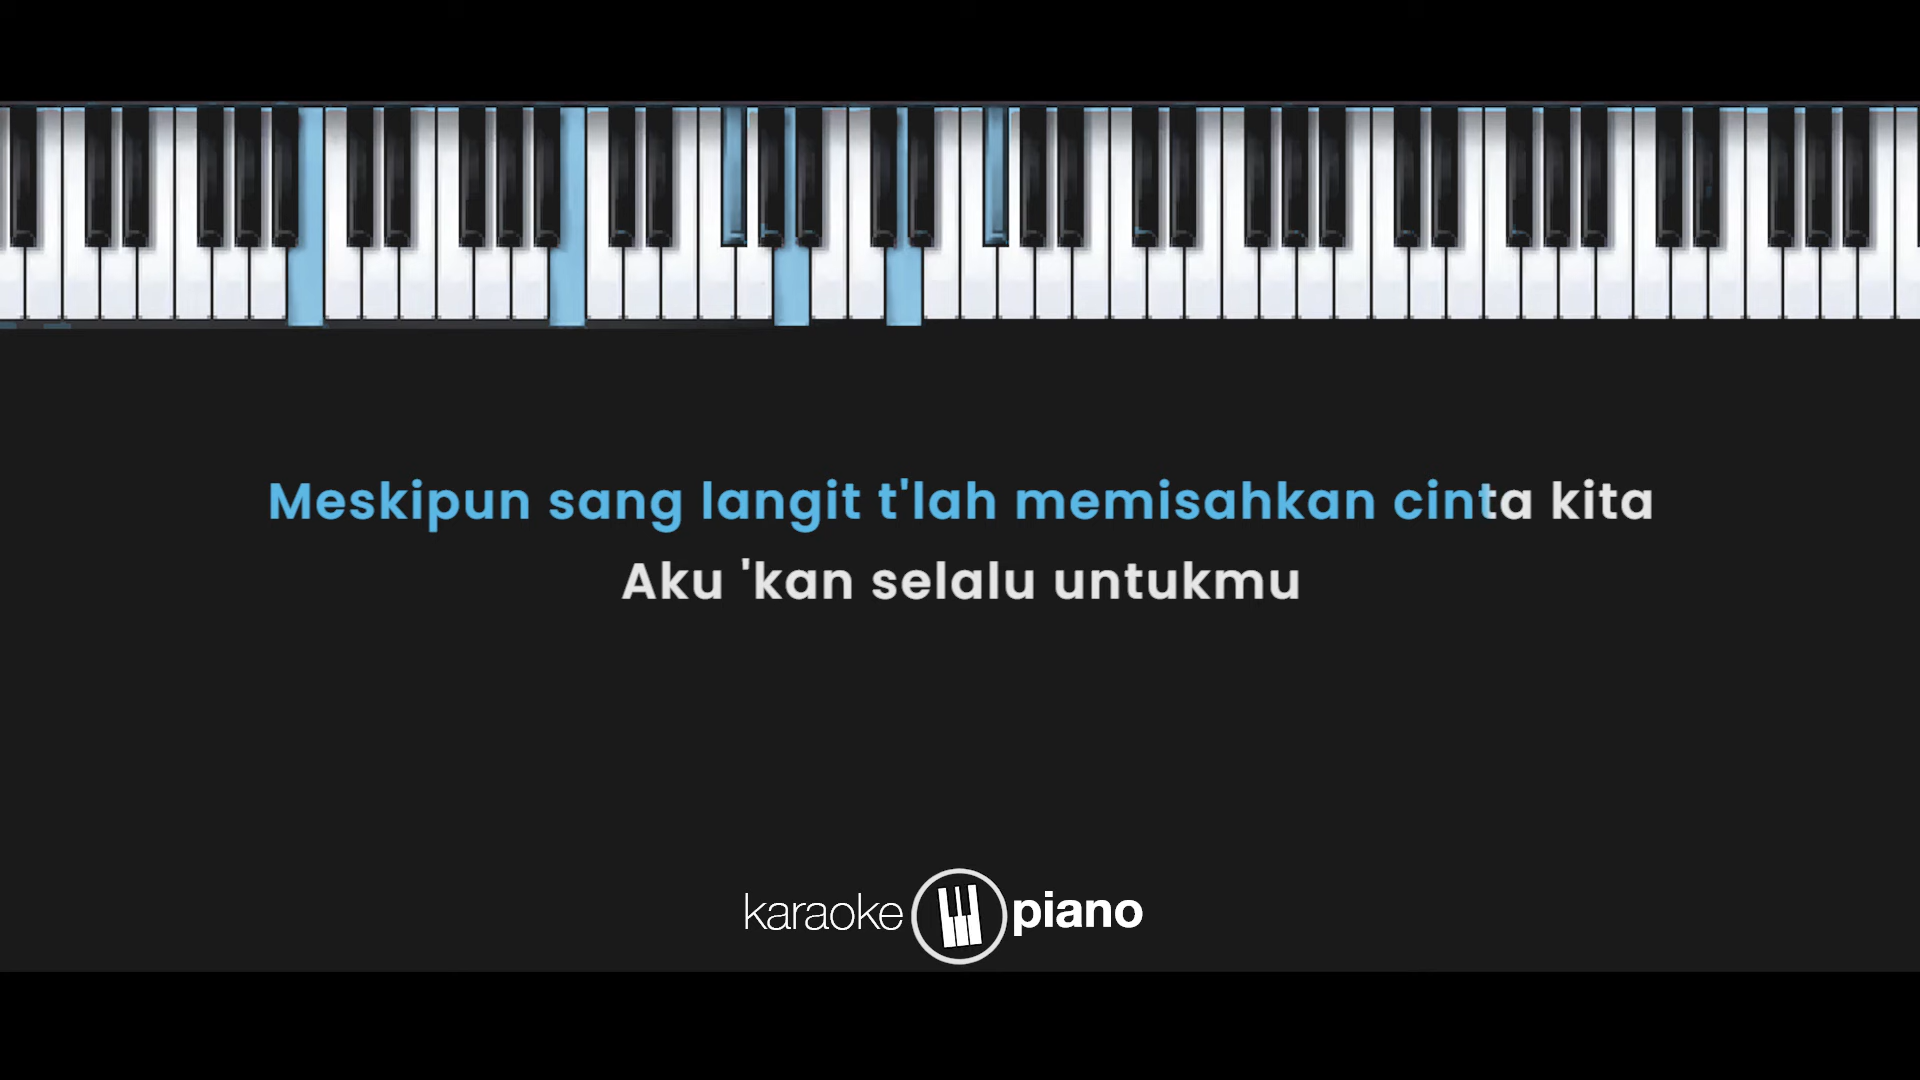 Meskipun sang langit t'lah memisahkan cinta kita
Aku 'kan selalu untukmu
karaoke piano